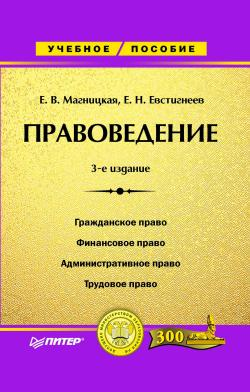 УЧЕБНОЕ / ПОСОБИЕ
Е. В. Магницкая, Е. Н. Евстигнеев
ПРАВОВЕДЕНИЕ
3-е издание
Гражданское право
Финансовое право
Административное право
Трудовое право
ПИТЕР®
300